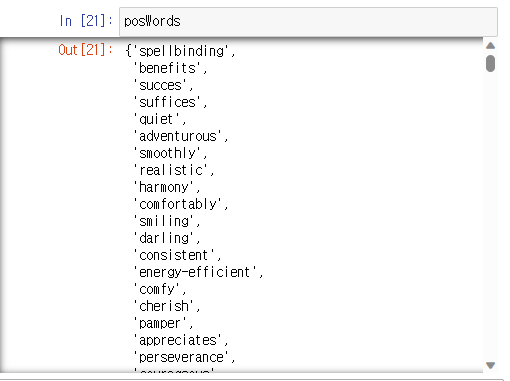 In [21]: posWords
Out[21]: {'spellbinding',
'benefits',
'succes',
'suffices',
'quiet',
'adventurous',
'smoothly',
'realistic',
'harmony',
'comfortably',
'smiling',
'darling',
'consistent',
'energy-efficient',
'comfy',
'cherish',
'pamper',
'appreciates',
'perseverance',